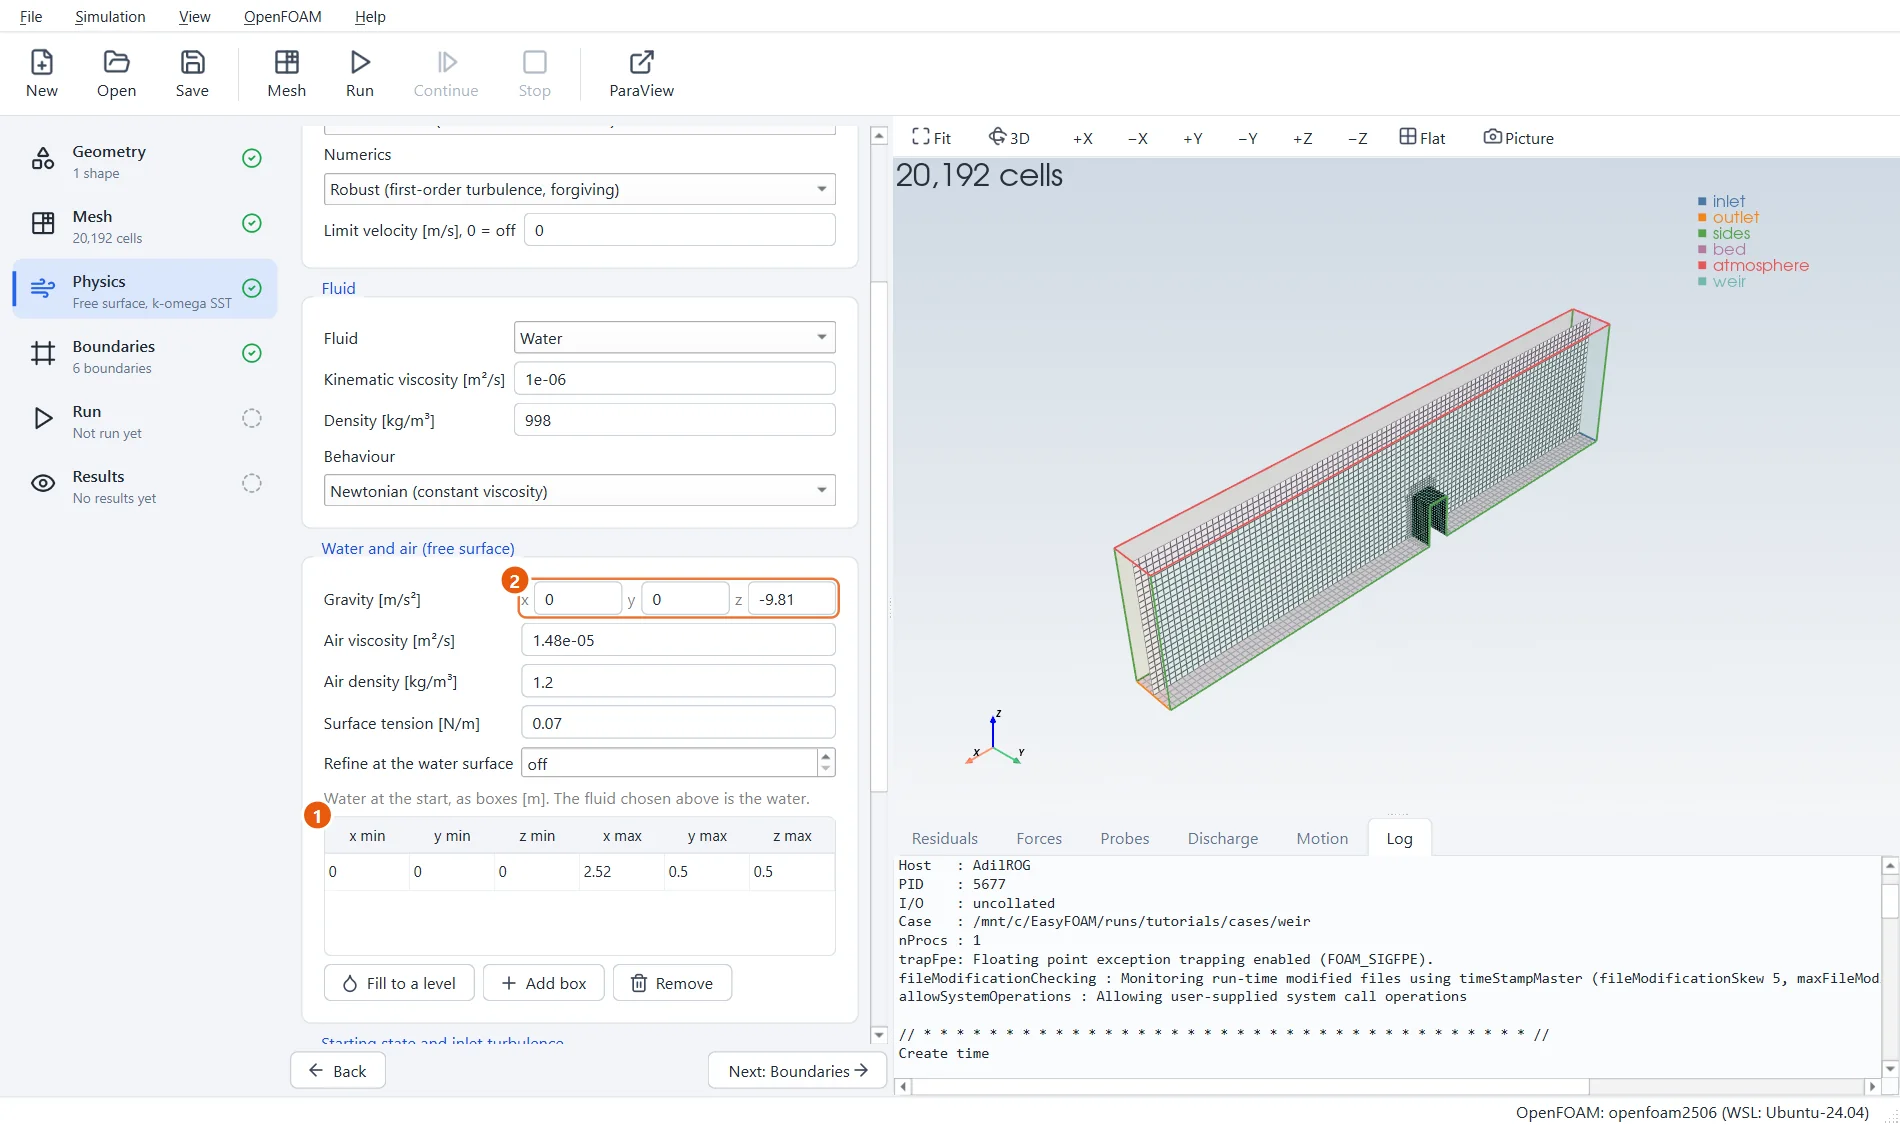 File Simulation View OpenFOAM Help
New Open Save Mesh Run Continue Stop ParaView
Geometry
1 shape
Mesh
20,192 cells
Physics
Free surface, k-omega SST
Boundaries
6 boundaries
Run
Not run yet
Results
No results yet
Numerics
Robust (first-order turbulence, forgiving)
Limit velocity [m/s], 0 = off 0
Fluid
Fluid Water
Kinematic viscosity [m²/s] 1e-06
Density [kg/m³] 998
Behaviour
Newtonian (constant viscosity)
Water and air (free surface)
2
Gravity [m/s²] x 0 y 0 z -9.81
Air viscosity [m²/s] 1.48e-05
Air density [kg/m³] 1.2
Surface tension [N/m] 0.07
Refine at the water surface off
Water at the start, as boxes [m]. The fluid chosen above is the water.
1
x min y min z min x max y max z max
0 0 0 2.52 0.5 0.5
Fill to a level Add box Remove
Starting state and inlet turbulence
Back Next: Boundaries
Fit 3D +X −X +Y −Y +Z −Z Flat Picture
20,192 cells
inlet
outlet
sides
bed
atmosphere
weir
Z
X Y
Residuals Forces Probes Discharge Motion Log
Host : AdilROG
PID : 5677
I/O : uncollated
Case : /mnt/c/EasyFOAM/runs/tutorials/cases/weir
nProcs : 1
trapFpe: Floating point exception trapping enabled (FOAM_SIGFPE).
fileModificationChecking : Monitoring run-time modified files using timeStampMaster (fileModificationSkew 5, maxFileMod
allowSystemOperations : Allowing user-supplied system call operations
// * * * * * * * * * * * * * * * * * * * * * * * * * * * * * * * * * * * * * //
Create time
OpenFOAM: openfoam2506 (WSL: Ubuntu-24.04)